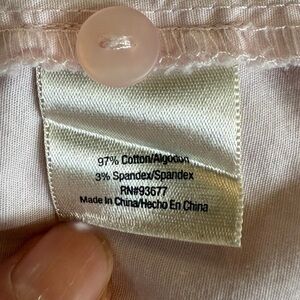 97% Cotton/Algodon
3% Spandex/Spandex
RN#93677
Made In China/Hecho En China